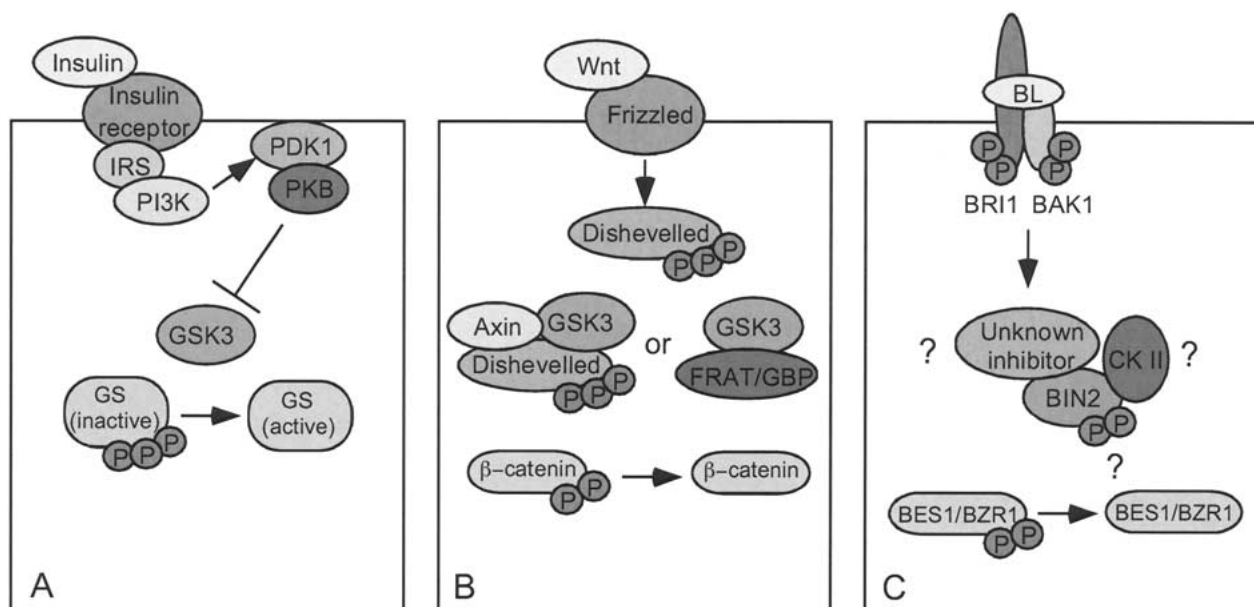 Insulin
Insulin
receptor
IRS
PI3K
PDK1
PKB
GSK3
GS
(inactive)
P P P
GS
(active)
A
Wnt
Frizzled
Dishevelled
P P P
Axin
GSK3
Dishevelled
P P P
or
GSK3
FRAT/GBP
β-catenin
P P
β-catenin
B
BL
P
P
P
P
BRI1 BAK1
?
Unknown
inhibitor
CK II
?
BIN2
P P
?
BES1/BZR1
P P
BES1/BZR1
C